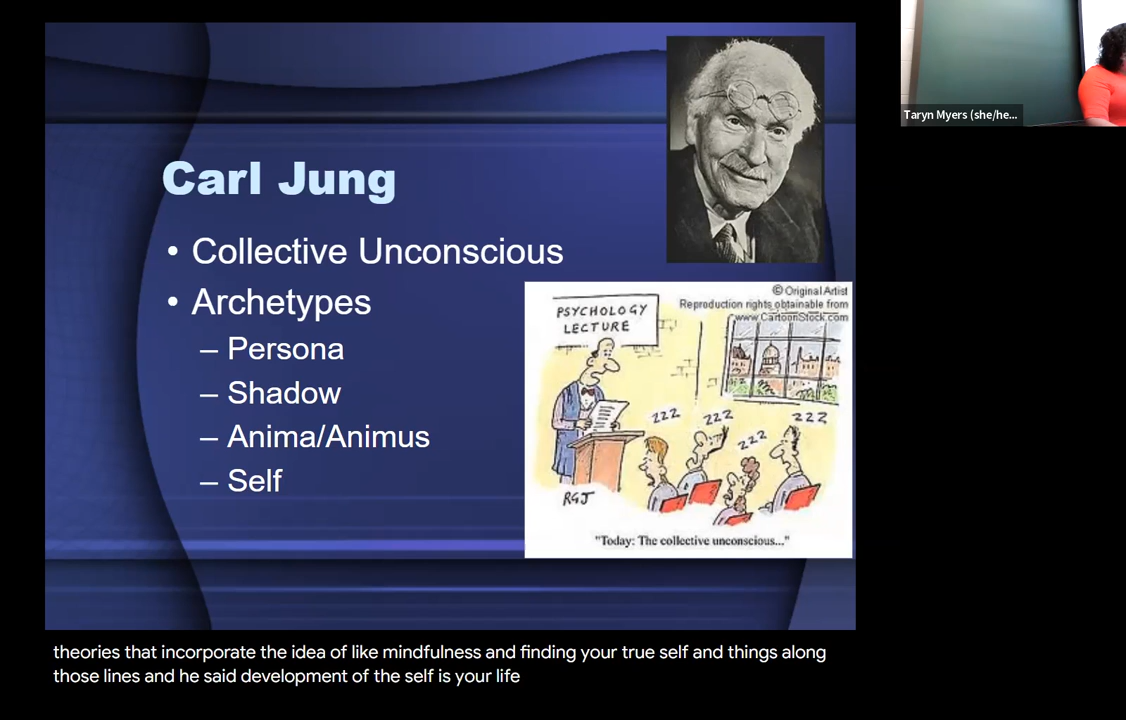 Carl Jung
• Collective Unconscious
• Archetypes
– Persona
– Shadow
– Anima/Animus
– Self
© Original Artist
Reproduction rights obtainable from
www.CartoonStock.com
PSYCHOLOGY
LECTURE
ZZZ
ZZZ
ZZZ
ZZZ
RGJ
"Today: The collective unconscious..."
Taryn Myers (she/he...
theories that incorporate the idea of like mindfulness and finding your true self and things along
those lines and he said development of the self is your life